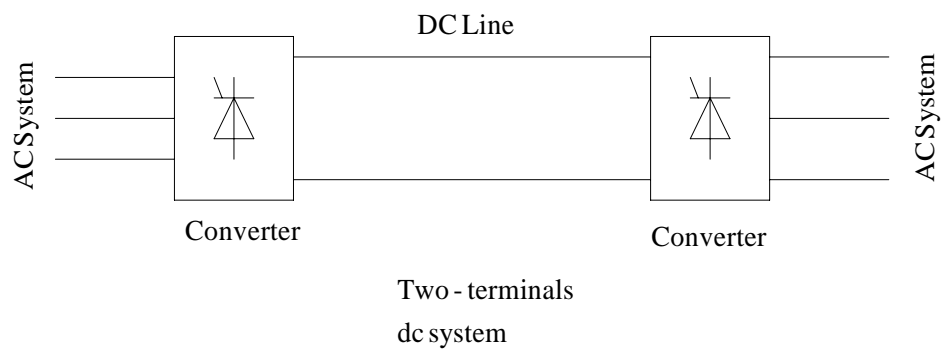 DC Line
AC System
AC System
Converter
Converter
Two - terminals
dc system